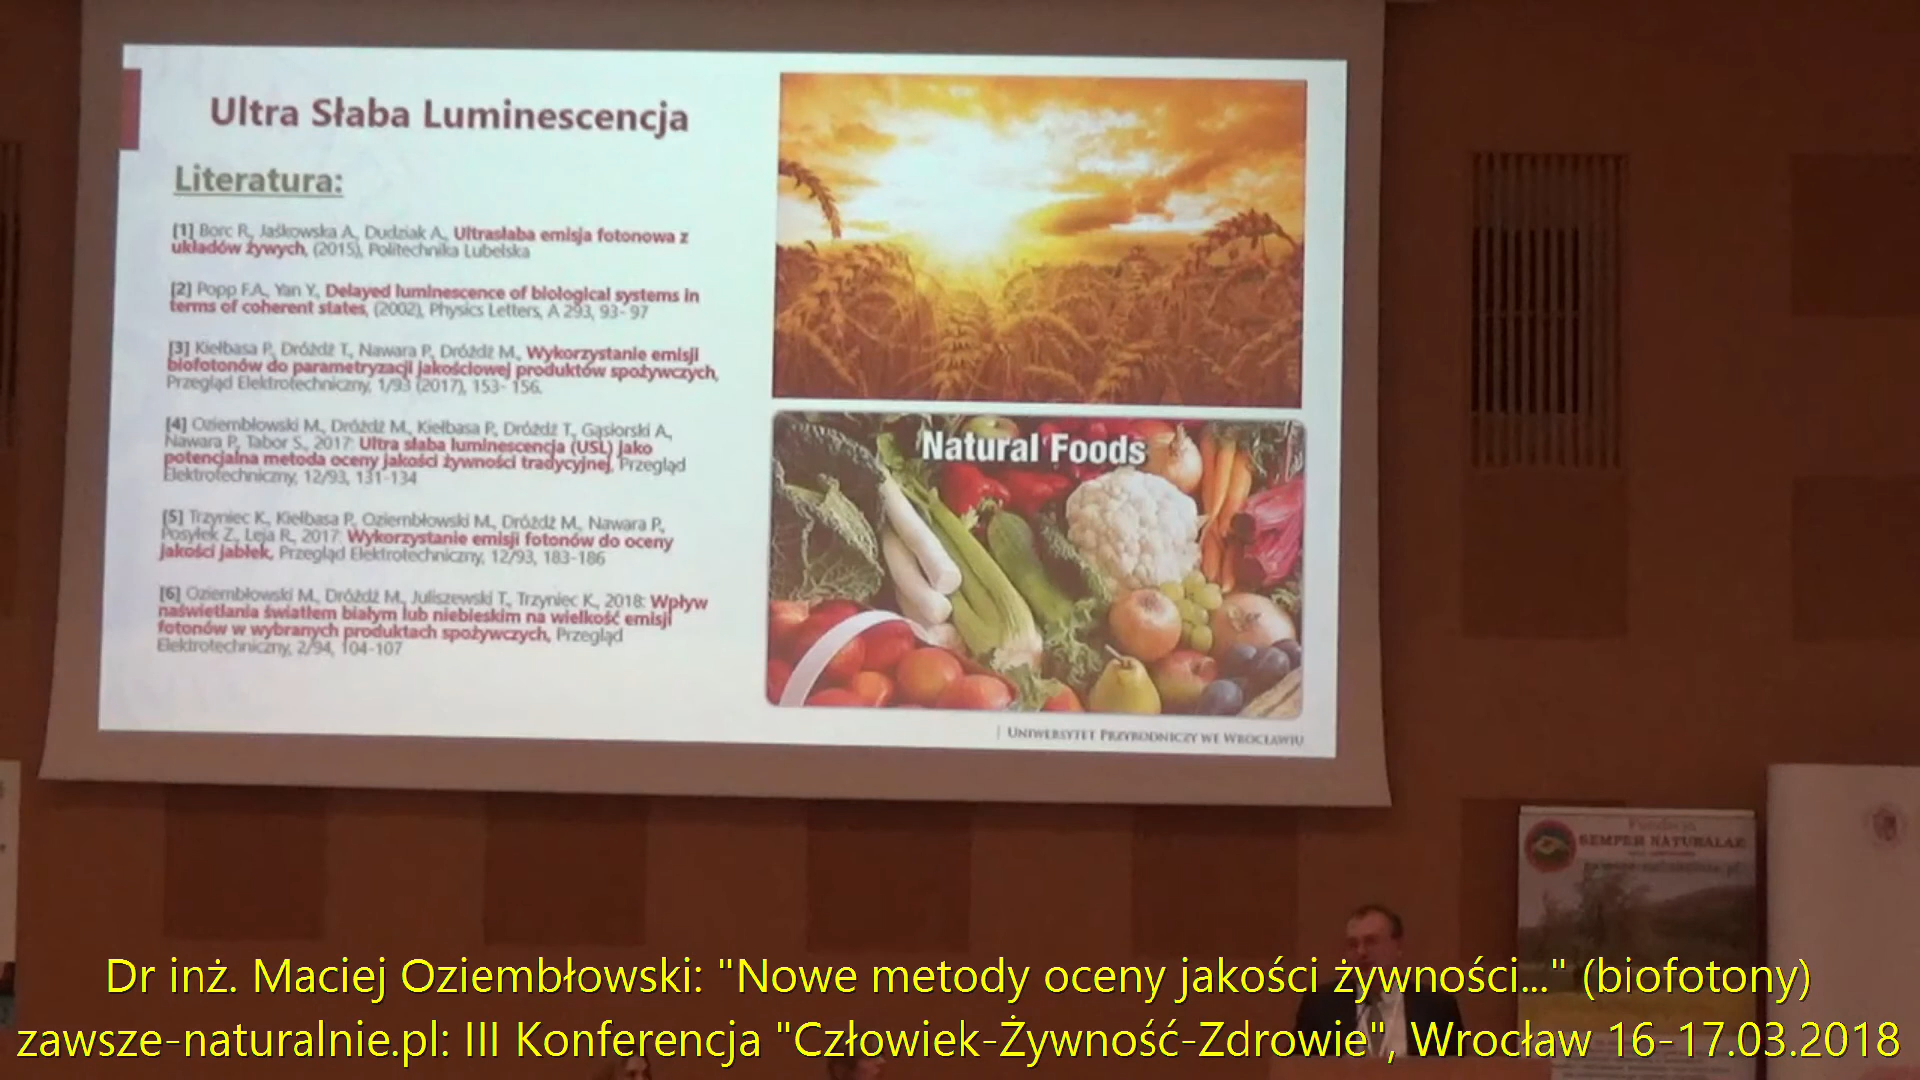 Ultra Słaba Luminescencja
Literatura:
[1] Borc R., Jaśkowska A., Dudziak A., Ultrasłaba emisja fotonowa z
układów żywych, (2015), Politechnika Lubelska
[2] Popp F.A., Yan Y., Delayed luminescence of biological systems in
terms of coherent states, (2002), Physics Letters, A 293, 93- 97
[3] Kiełbasa P., Dróżdż T., Nawara P., Dróżdż M., Wykorzystanie emisji
biofotonów do parametryzacji jakościowej produktów spożywczych,
Przegląd Elektrotechniczny, 1/93 (2017), 153- 156.
[4] Oziembłowski M., Dróżdż M., Kiełbasa P., Dróżdż T., Gąsiorski A.,
Nawara P., Tabor S., 2017: Ultra słaba luminescencja (USL) jako
potencjalna metoda oceny jakości żywności tradycyjnej, Przegląd
Elektrotechniczny, 12/93, 131-134
[5] Trzyniec K., Kiełbasa P., Oziembłowski M., Dróżdż M., Nawara P.,
Posyłek Z., Leja R., 2017: Wykorzystanie emisji fotonów do oceny
jakości jabłek, Przegląd Elektrotechniczny, 12/93, 183-186
[6] Oziembłowski M., Dróżdż M., Juliszewski T., Trzyniec K., 2018: Wpływ
naświetlania światłem białym lub niebieskim na wielkość emisji
fotonów w wybranych produktach spożywczych, Przegląd
Elektrotechniczny, 2/94, 104-107
Natural Foods
| Uniwersytet Przyrodniczy we Wrocławiu
Fundacja
SEMPER NATURALAE
zawsze-naturalnie.pl
Dr inż. Maciej Oziembłowski: "Nowe metody oceny jakości żywności..." (biofotony)
zawsze-naturalnie.pl: III Konferencja "Człowiek-Żywność-Zdrowie", Wrocław 16-17.03.2018